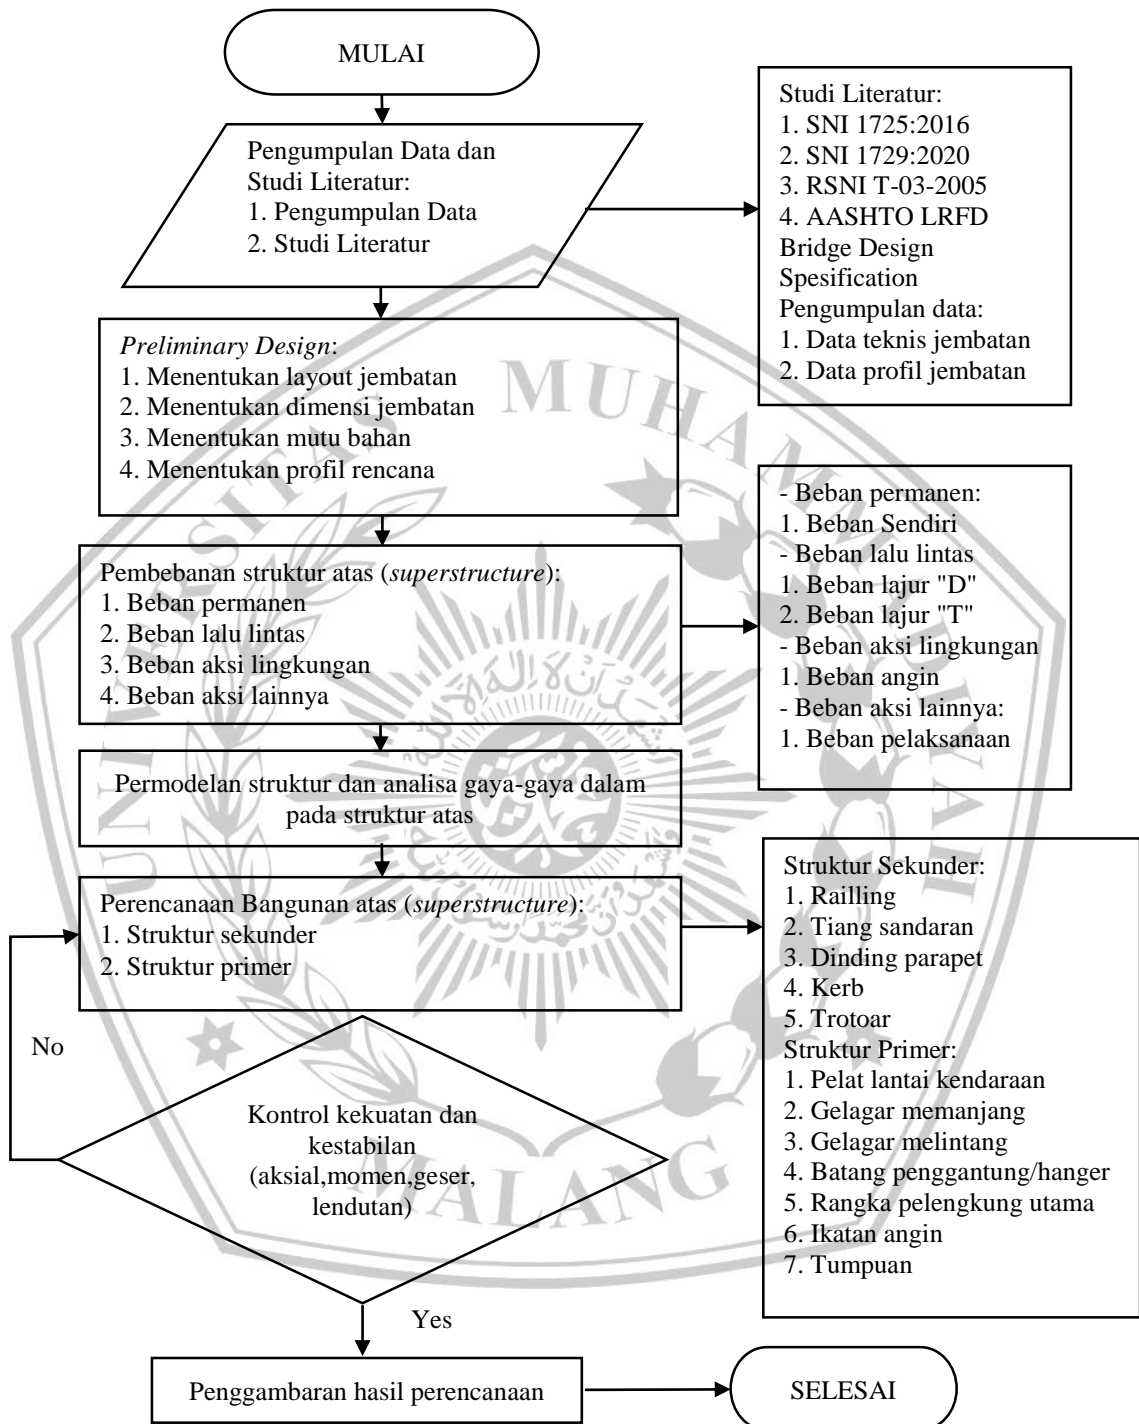 MULAI
Pengumpulan Data dan
Studi Literatur:
1. Pengumpulan Data
2. Studi Literatur
Studi Literatur:
1. SNI 1725:2016
2. SNI 1729:2020
3. RSNI T-03-2005
4. AASHTO LRFD
Bridge Design
Spesification
Pengumpulan data:
1. Data teknis jembatan
2. Data profil jembatan
Preliminary Design:
1. Menentukan layout jembatan
2. Menentukan dimensi jembatan
3. Menentukan mutu bahan
4. Menentukan profil rencana
Pembebanan struktur atas (superstructure):
1. Beban permanen
2. Beban lalu lintas
3. Beban aksi lingkungan
4. Beban aksi lainnya
- Beban permanen:
1. Beban Sendiri
- Beban lalu lintas
1. Beban lajur "D"
2. Beban lajur "T"
- Beban aksi lingkungan
1. Beban angin
- Beban aksi lainnya:
1. Beban pelaksanaan
Permodelan struktur dan analisa gaya-gaya dalam
pada struktur atas
Perencanaan Bangunan atas (superstructure):
1. Struktur sekunder
2. Struktur primer
Struktur Sekunder:
1. Railling
2. Tiang sandaran
3. Dinding parapet
4. Kerb
5. Trotoar
Struktur Primer:
1. Pelat lantai kendaraan
2. Gelagar memanjang
3. Gelagar melintang
4. Batang penggantung/hanger
5. Rangka pelengkung utama
6. Ikatan angin
7. Tumpuan
No
Kontrol kekuatan dan
kestabilan
(aksial,momen,geser,
lendutan)
Yes
Penggambaran hasil perencanaan
SELESAI
UNIVERSITAS MUHAMMADIYAH
MALANG